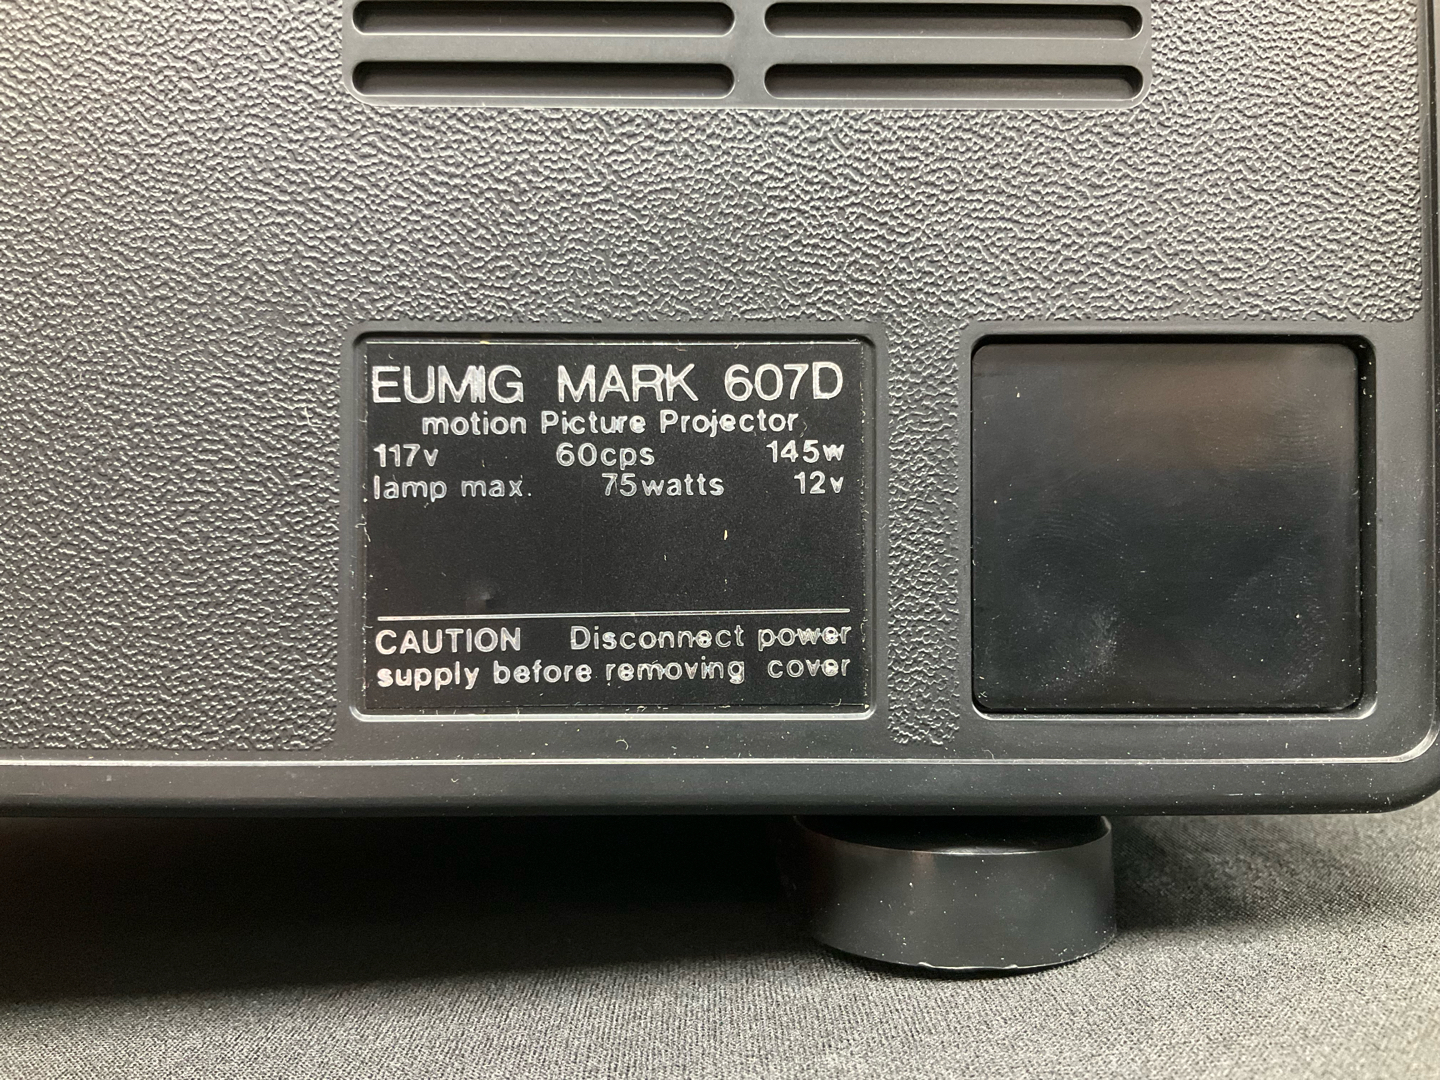 EUMIG MARK 607D
motion Picture Projector
117v 60cps 145w
lamp max. 75watts 12v
CAUTION Disconnect power
supply before removing cover